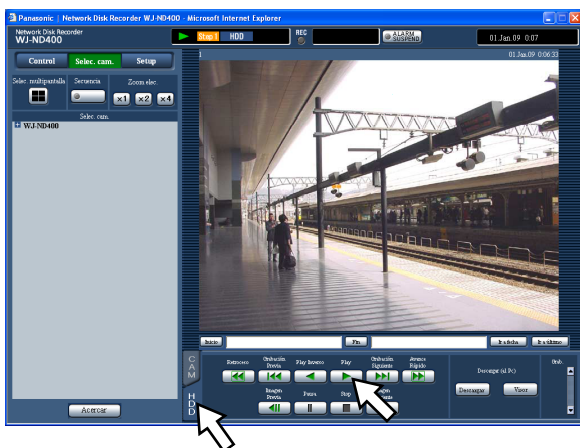 Panasonic | Network Disk Recorder WJ-ND400 - Microsoft Internet Explorer
Network Disk Recorder
WJ-ND400
Step 1 HDD
REC
ALARM
SUSPEND
01.Jan.09 0:07
Control Selec. cam. Setup
1 01.Jan.09 0:06:33
Selec. multipantalla Secuencia Zoom elec.
x1 x2 x4
Selec. cam.
WJ-ND400
Inicio Fin Ir a fecha Ir a último
CAM
Retroceso Grabación Previa Play Inverso Play Grabación Siguiente Avance Rápido
Descargar (al Pc)
Grab.
HDD
Imagen Previa Pausa Stop Imagen
Descargar Visor
Acercar